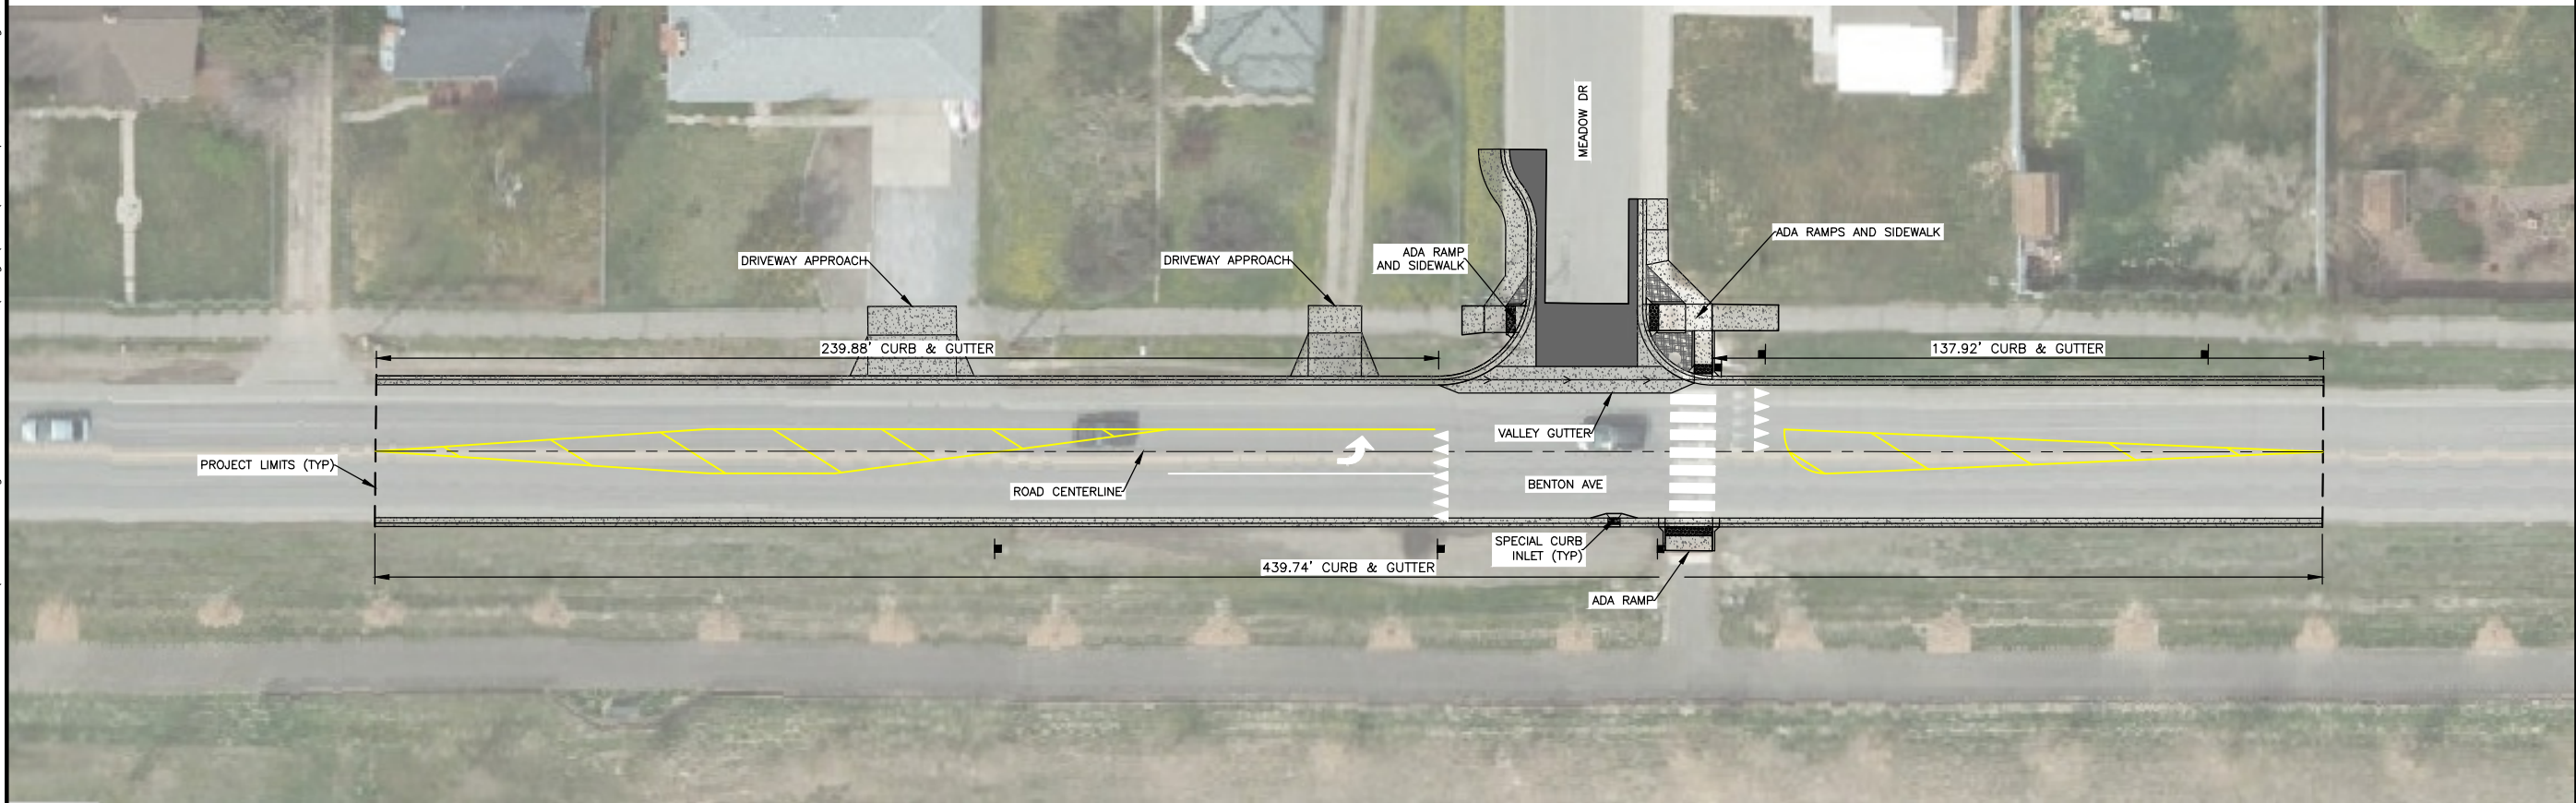 MEADOW DR
ADA RAMPS AND SIDEWALK
ADA RAMP
AND SIDEWALK
DRIVEWAY APPROACH
DRIVEWAY APPROACH
239.88' CURB & GUTTER
137.92' CURB & GUTTER
VALLEY GUTTER
PROJECT LIMITS (TYP)
ROAD CENTERLINE
BENTON AVE
SPECIAL CURB
INLET (TYP)
439.74' CURB & GUTTER
ADA RAMP